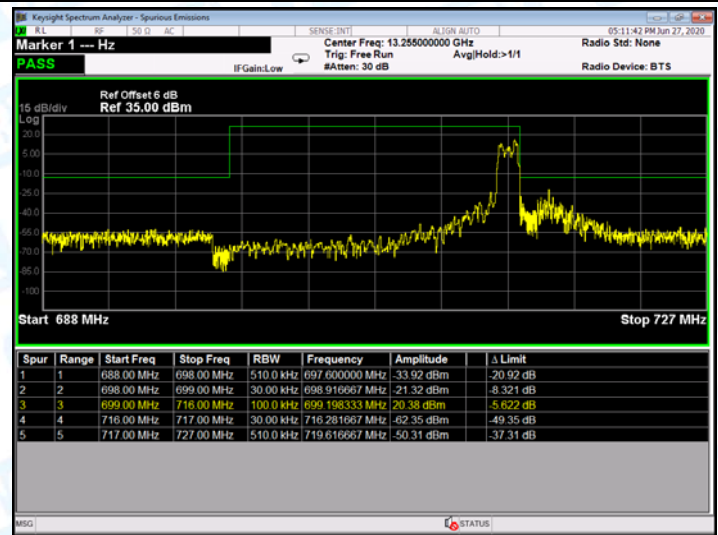 Keysight Spectrum Analyzer - Spurious Emissions
RL RF 50 Ω AC SENSE:INT ALIGN AUTO 05:11:42 PM Jun 27, 2020
Marker 1 --- Hz Center Freq: 13.255000000 GHz Radio Std: None
Trig: Free Run Avg|Hold:>1/1
PASS IFGain:Low #Atten: 30 dB Radio Device: BTS
Ref Offset 6 dB
15 dB/div Ref 35.00 dBm
Log
20.0
5.00
-10.0
-25.0
-40.0
-55.0
-70.0
-85.0
-100
Start 688 MHz Stop 727 MHz
Spur Range Start Freq Stop Freq RBW Frequency Amplitude Δ Limit
1 1 688.00 MHz 698.00 MHz 510.0 kHz 697.600000 MHz -33.92 dBm -20.92 dB
2 2 698.00 MHz 699.00 MHz 30.00 kHz 698.916667 MHz -21.32 dBm -8.321 dB
3 3 699.00 MHz 716.00 MHz 100.0 kHz 699.198333 MHz 20.38 dBm -5.622 dB
4 4 716.00 MHz 717.00 MHz 30.00 kHz 716.281667 MHz -62.35 dBm -49.35 dB
5 5 717.00 MHz 727.00 MHz 510.0 kHz 719.616667 MHz -50.31 dBm -37.31 dB
MSG STATUS